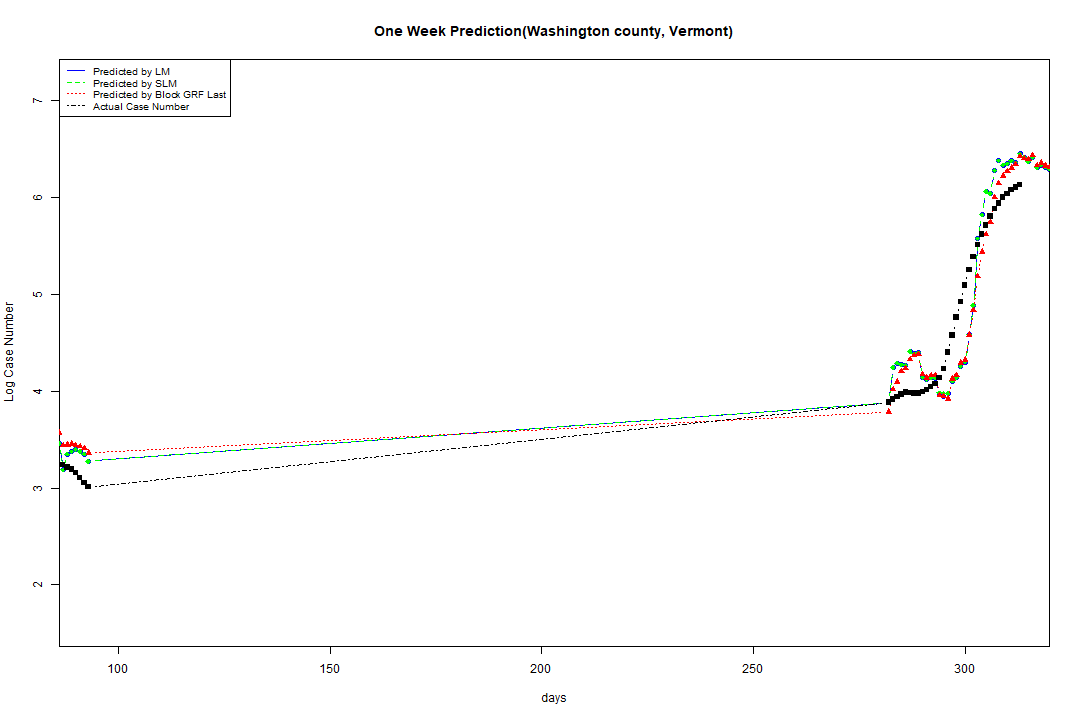 One Week Prediction(Washington county, Vermont)
Predicted by LM
Predicted by SLM
Predicted by Block GRF Last
Actual Case Number
7
6
5
4
3
2
Log Case Number
100
150
200
250
300
days